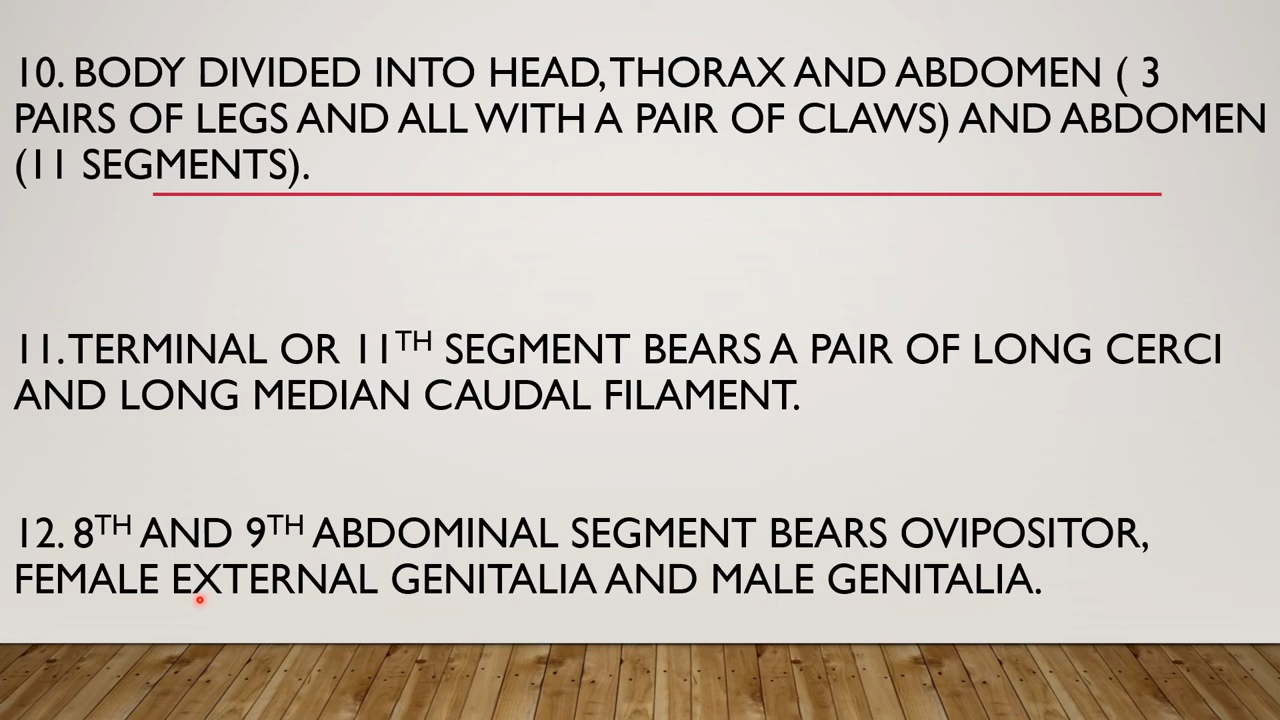 10. BODY DIVIDED INTO HEAD,THORAX AND ABDOMEN ( 3
PAIRS OF LEGS AND ALL WITH A PAIR OF CLAWS) AND ABDOMEN
(11 SEGMENTS).
11.TERMINAL OR 11TH SEGMENT BEARS A PAIR OF LONG CERCI
AND LONG MEDIAN CAUDAL FILAMENT.
12. 8TH AND 9TH ABDOMINAL SEGMENT BEARS OVIPOSITOR,
FEMALE EXTERNAL GENITALIA AND MALE GENITALIA.